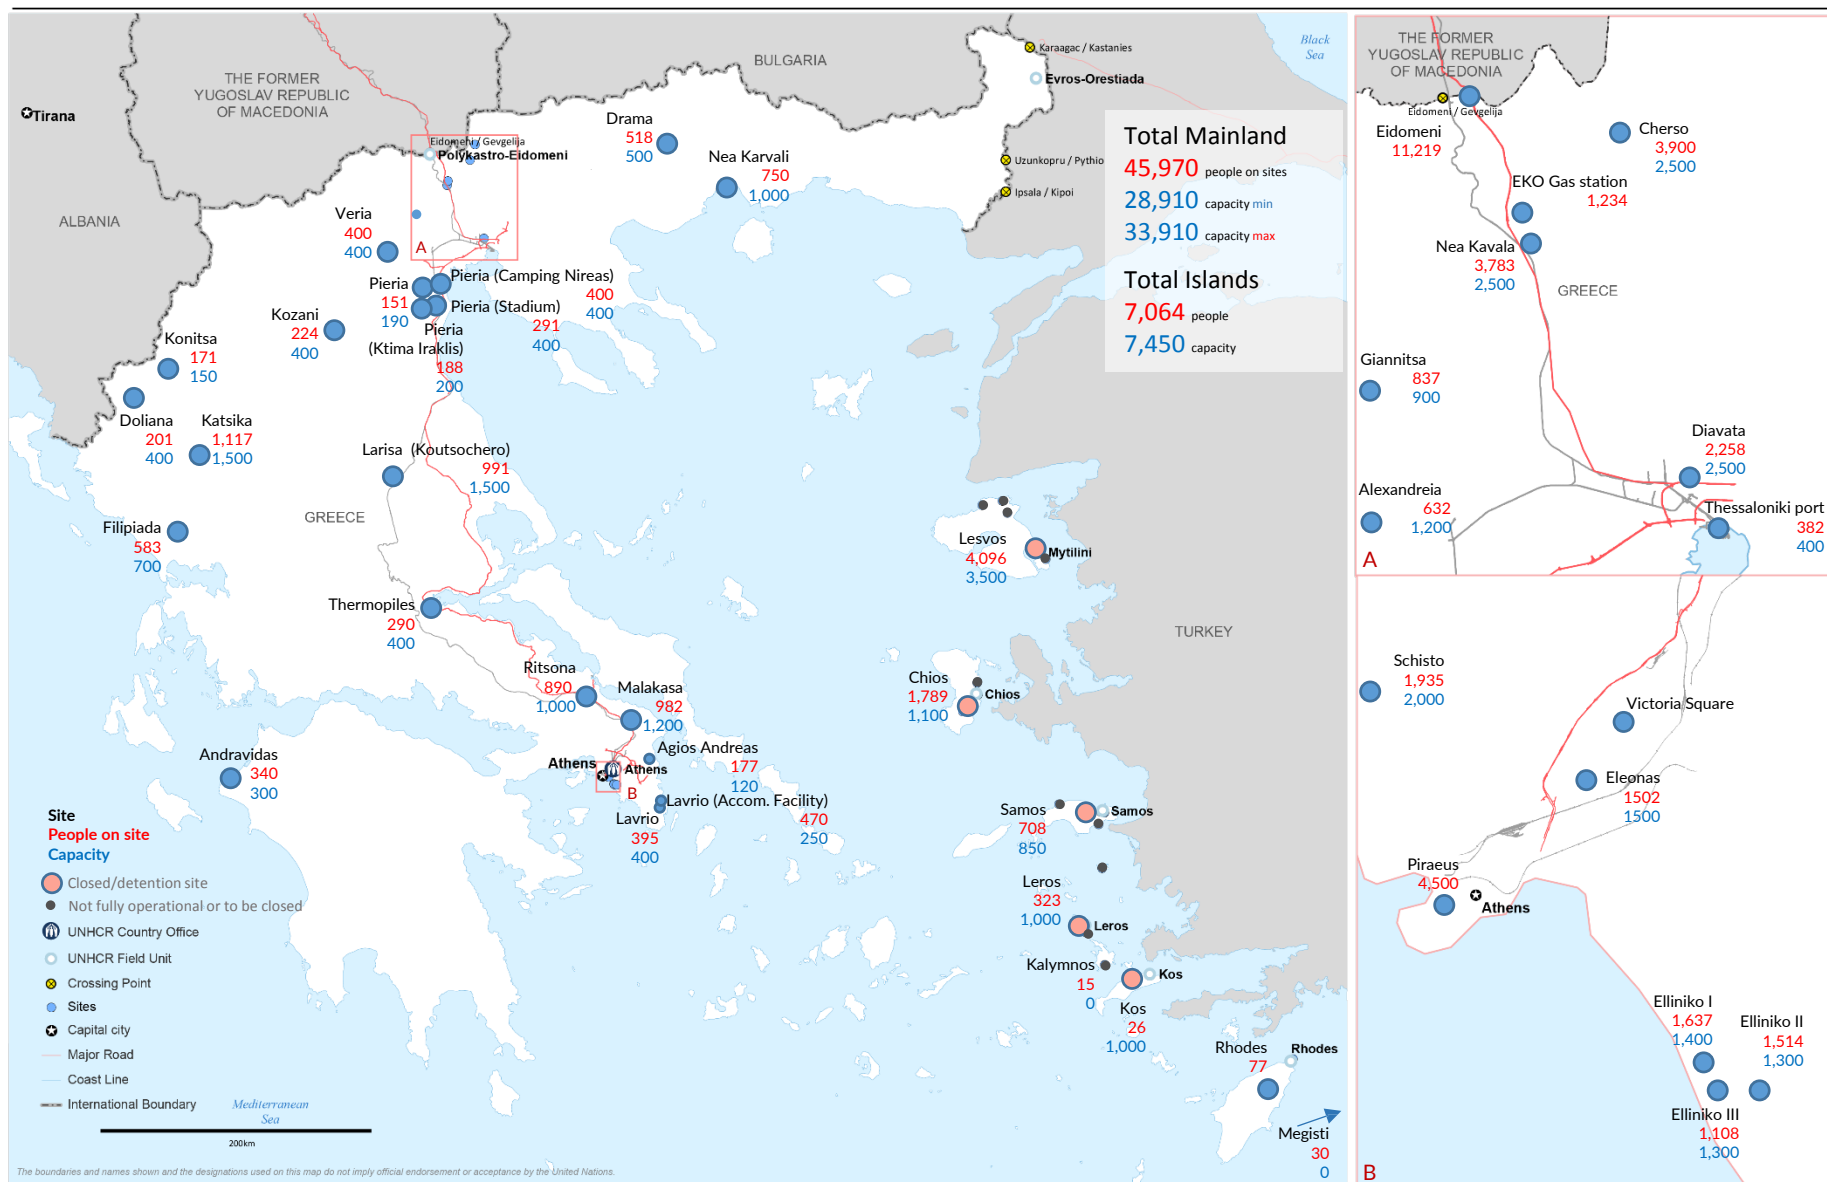 THE FORMER
YUGOSLAV REPUBLIC
OF MACEDONIA
BULGARIA
Black
Sea
Karaagac / Kastanies
Evros-Orestiada
Tirana
ALBANIA
Eidomeni / Gevgelija
Polykastro-Eidomeni
Drama
518
500
Nea Karvali
750
1,000
Uzunkopru / Pythio
Ipsala / Kipoi
Total Mainland
45,970 people on sites
28,910 capacity min
33,910 capacity max
Total Islands
7,064 people
7,450 capacity
Veria
400
400
A
Pieria
151
190
Pieria (Camping Nireas)
400
400
Pieria (Stadium)
291
400
Pieria
(Ktima Iraklis)
188
200
Kozani
224
400
Konitsa
171
150
Doliana
201
400
Katsika
1,117
1,500
Larisa (Koutsochero)
991
1,500
GREECE
Filipiada
583
700
Thermopiles
290
400
Ritsona
890
1,000
Malakasa
982
1,200
Agios Andreas
177
120
Athens
Athens
B
Lavrio (Accom. Facility)
470
250
Lavrio
395
400
Andravidas
340
300
Lesvos
4,096
3,500
Mytilini
TURKEY
Chios
1,789
1,100
Chios
Samos
708
850
Samos
Leros
323
1,000
Leros
Kalymnos
15
0
Kos
Kos
26
1,000
Rhodes
77
Rhodes
Megisti
30
0
Site
People on site
Capacity
Closed/detention site
Not fully operational or to be closed
UNHCR Country Office
UNHCR Field Unit
Crossing Point
Sites
Capital city
Major Road
Coast Line
International Boundary
Mediterranean
Sea
200km
The boundaries and names shown and the designations used on this map do not imply official endorsement or acceptance by the United Nations.
THE FORMER
YUGOSLAV REPUBLIC
OF MACEDONIA
Eidomeni / Gevgelija
Eidomeni
11,219
Cherso
3,900
2,500
EKO Gas station
1,234
Nea Kavala
3,783
2,500
GREECE
Giannitsa
837
900
Diavata
2,258
2,500
Alexandreia
632
1,200
Thessaloniki port
382
400
A
Schisto
1,935
2,000
Victoria Square
Eleonas
1502
1500
Piraeus
4,500
Athens
Elliniko I
1,637
1,400
Elliniko II
1,514
1,300
Elliniko III
1,108
1,300
B